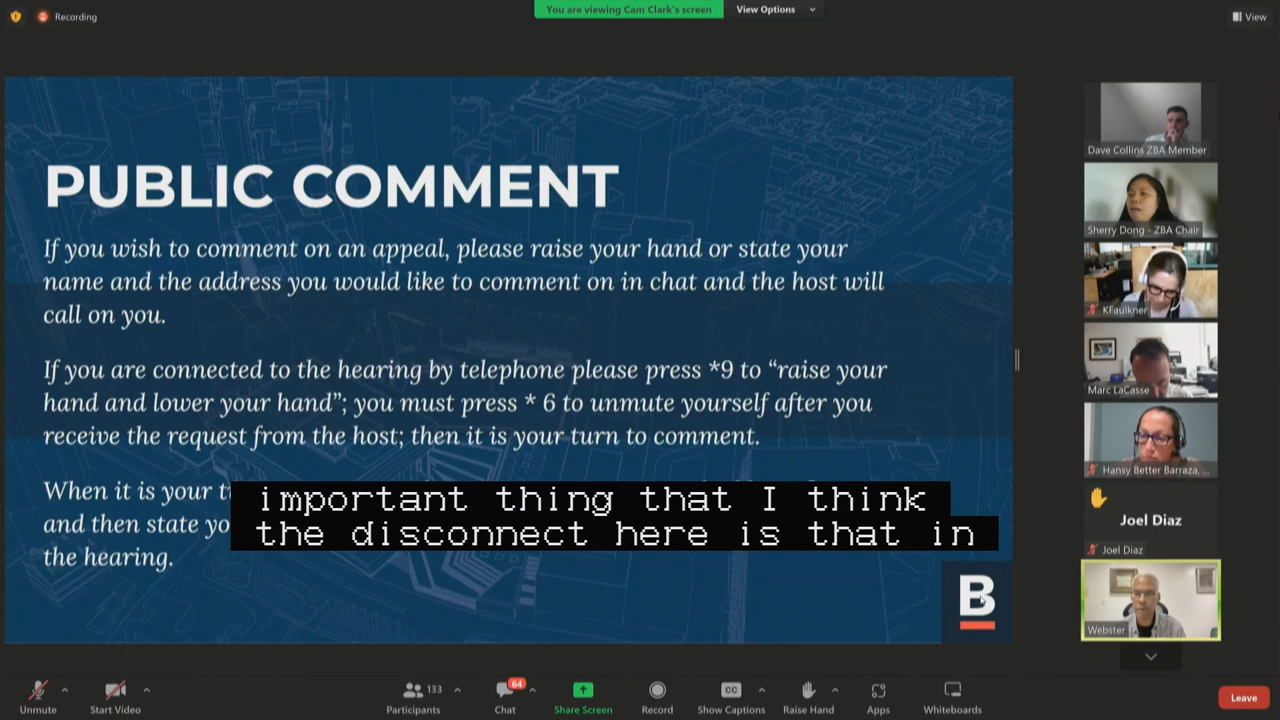 Recording
You are viewing Cam Clark's screen
View Options
View
PUBLIC COMMENT
If you wish to comment on an appeal, please raise your hand or state your
name and the address you would like to comment on in chat and the host will
call on you.
If you are connected to the hearing by telephone please press *9 to “raise your
hand and lower your hand”; you must press * 6 to unmute yourself after you
receive the request from the host; then it is your turn to comment.
When it is your
and then state
the hearing.
important thing that I think
the disconnect here is that in
B
Dave Collins ZBA Member
Sherry Dong - ZBA Chair
KFaulkner
Marc LaCasse
Hansy Better Barraza, ...
Joel Diaz
Joel Diaz
Webster
Unmute
Start Video
133
Participants
64
Chat
Share Screen
Record
CC
Show Captions
Raise Hand
Apps
Whiteboards
Leave